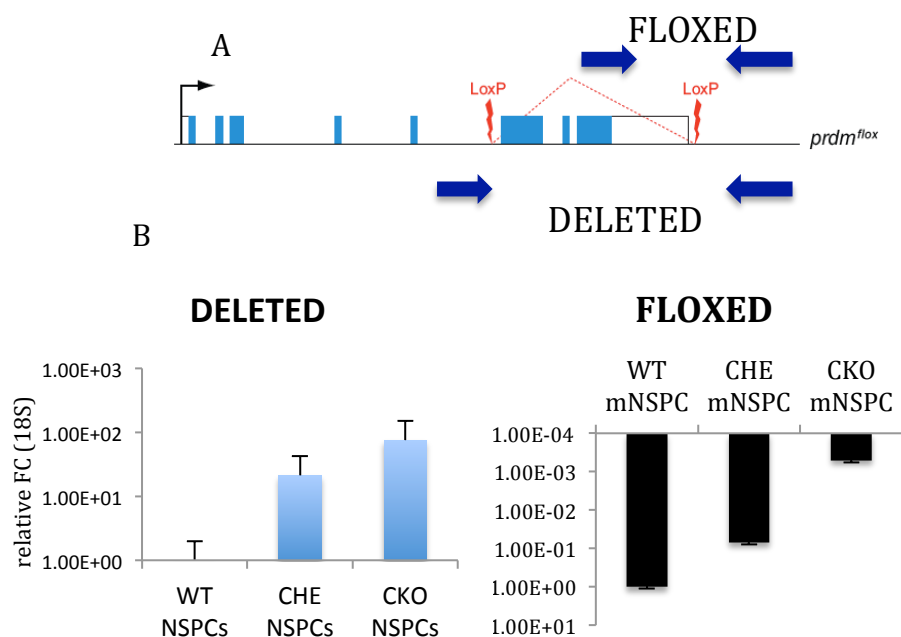 A
FLOXED
LoxP
LoxP
prdm^flox
DELETED
B
DELETED
relative FC (18S)
1.00E+03
1.00E+02
1.00E+01
1.00E+00
WT NSPCs
CHE NSPCs
CKO NSPCs
FLOXED
WT mNSPC
CHE mNSPC
CKO mNSPC
1.00E-04
1.00E-03
1.00E-02
1.00E-01
1.00E+00
1.00E+01